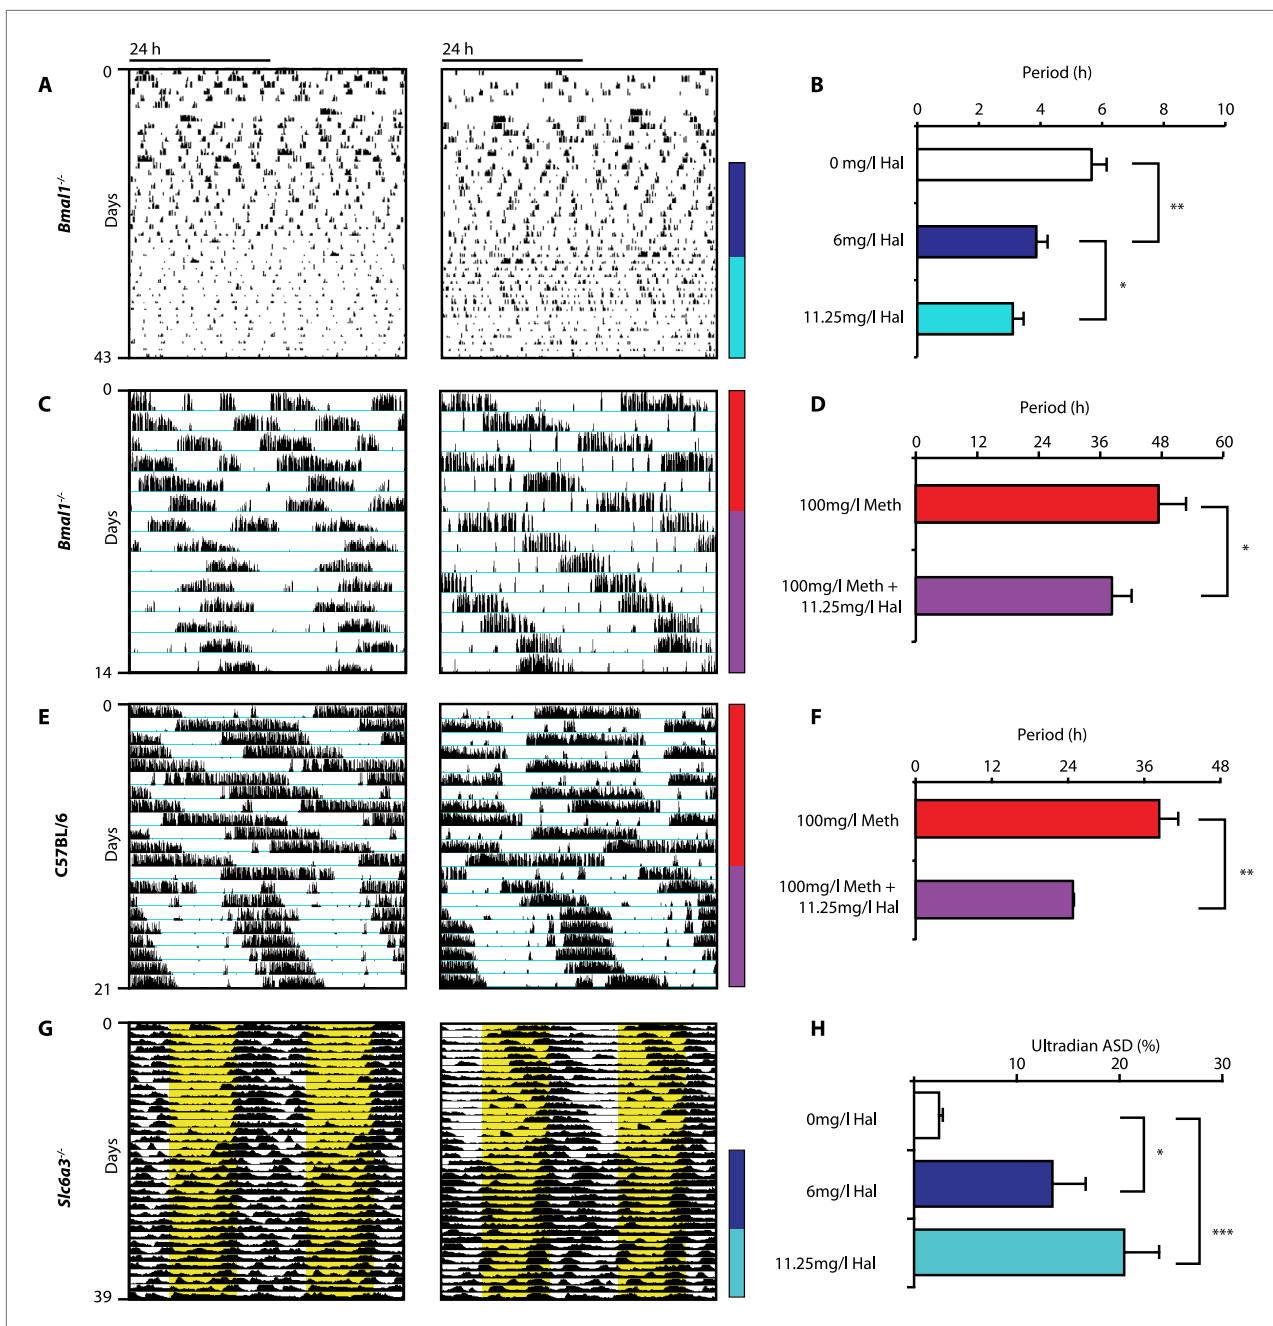 24 h
24 h
A
0
Bmal1-/-
Days
43
B
Period (h)
0 2 4 6 8 10
0 mg/l Hal
6mg/l Hal
11.25mg/l Hal
**
*
C
0
Bmal1-/-
Days
14
D
Period (h)
0 12 24 36 48 60
100mg/l Meth
100mg/l Meth +
11.25mg/l Hal
*
E
0
C57BL/6
Days
21
F
Period (h)
0 12 24 36 48
100mg/l Meth
100mg/l Meth +
11.25mg/l Hal
**
G
0
Slc6a3-/-
Days
39
H
Ultradian ASD (%)
10 20 30
0mg/l Hal
6mg/l Hal
11.25mg/l Hal
*
***